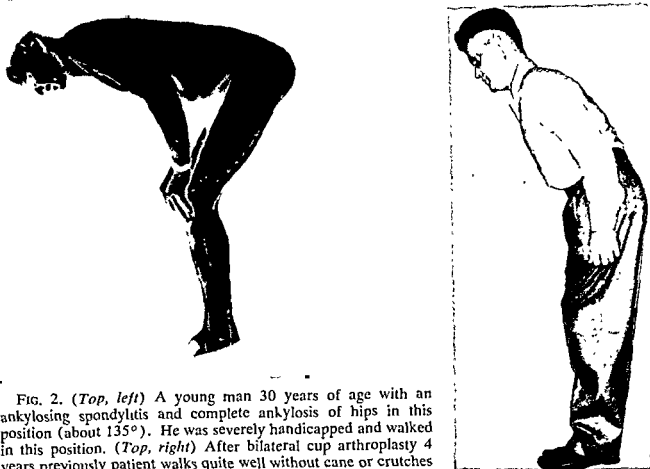 FIG. 2. (Top, left) A young man 30 years of age with an
ankylosing spondylitis and complete ankylosis of hips in this
position (about 135°). He was severely handicapped and walked
in this position. (Top, right) After bilateral cup arthroplasty 4
years previously patient walks quite well without cane or crutches